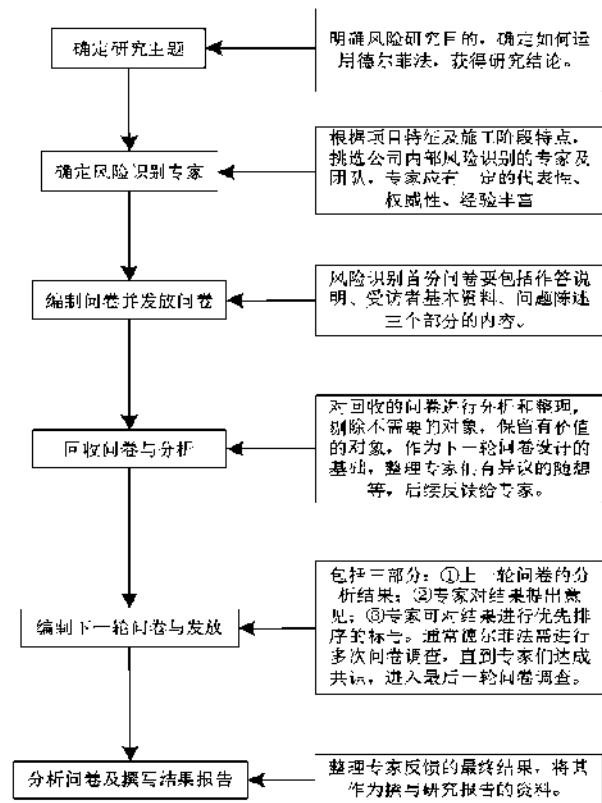 确定研究主题
明确风险研究目的，确定如何运
用德尔菲法，获得研究结论。
确定风险识别专家
根据项目特征及施工阶段特点，
挑选公司内部风险识别的专家及
团队，专家应有一定的代表性、
权威性、经验丰富
编制问卷并发放问卷
风险识别首份问卷要包括作答说
明、受访者基本资料、问题陈述
三个部分的内容。
回收问卷与分析
对回收的问卷进行分析和整理，
剔除不需要的对象，保留有价值
的对象，作为下一轮问卷设计的
基础，整理专家们有异议的随想
等，后续反馈给专家。
编制下一轮问卷与发放
包括三部分：①上一轮问卷的分
析结果；②专家对结果提出意
见；③专家可对结果进行优先排
序的标号。通常德尔菲法需进行
多次问卷调查，直到专家们达成
共识，进入最后一轮问卷调查。
分析问卷及撰写结果报告
整理专家反馈的最终结果，将其
作为撰写研究报告的资料。